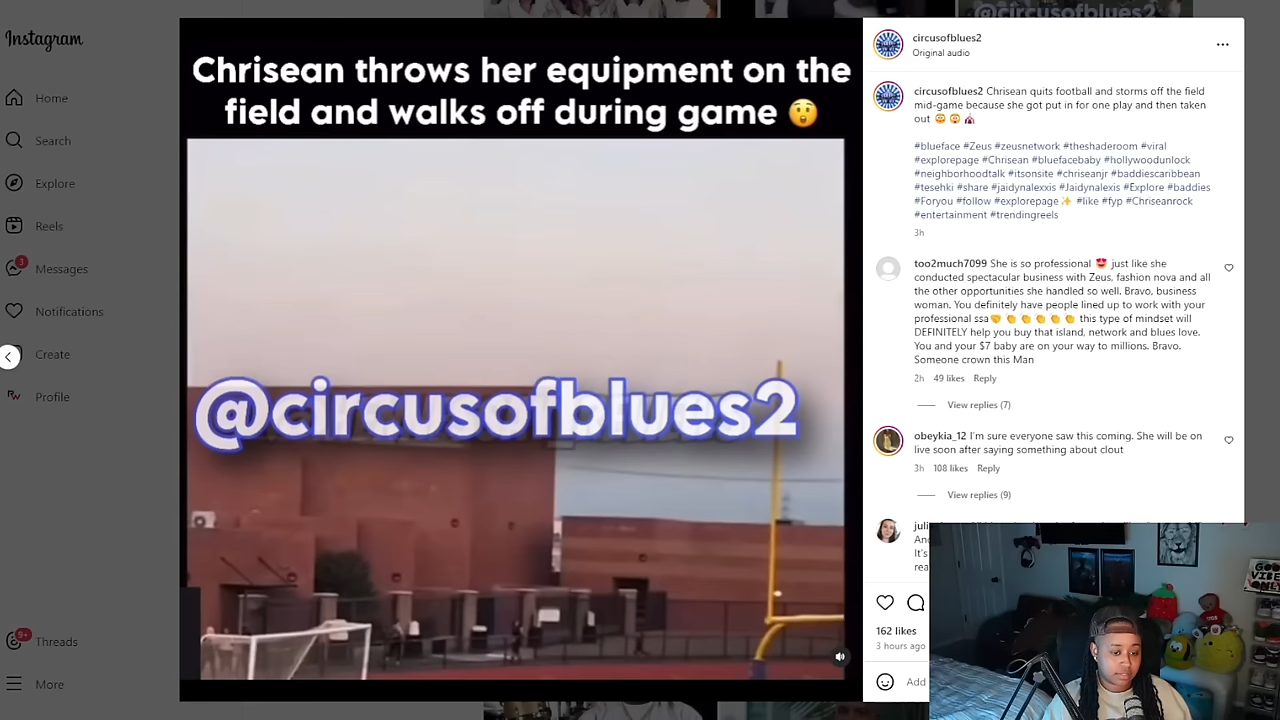 @circusofblues2
Instagram
Home
Search
Explore
Reels
3
Messages
Notifications
Create
Profile
9+
Threads
More
Chrisean throws her equipment on the
field and walks off during game 😲
@circusofblues2
circusofblues2
Original audio
circusofblues2 Chrisean quits football and storms off the field
mid-game because she got put in for one play and then taken
out
#blueface #Zeus #zeusnetwork #theshaderoom #viral
#explorepage #Chrisean #bluefacebaby #hollywoodunlock
#neighborhoodtalk #itsonsite #chriseanjr #baddiescaribbean
#tesehki #share #jaidynalexxis #Jaidynalexis #Explore #baddies
#Foryou #follow #explorepage✨ #like #fyp #Chriseanrock
#entertainment #trendingreels
3h
too2much7099 She is so professional 😍 just like she
conducted spectacular business with Zeus, fashion nova and all
the other opportunities she handled so well. Bravo, business
woman. You definitely have people lined up to work with your
professional ssa🤝 👏 👏 👏 👏 👏 this type of mindset will
DEFINITELY help you buy that island, network and blues love.
You and your $7 baby are on your way to millions. Bravo.
Someone crown this Man
2h 49 likes Reply
View replies (7)
obeykia_12 I'm sure everyone saw this coming. She will be on
live soon after saying something about clout
3h 108 likes Reply
View replies (9)
162 likes
3 hours ago
Add
GOOD
VIBE
ONLY